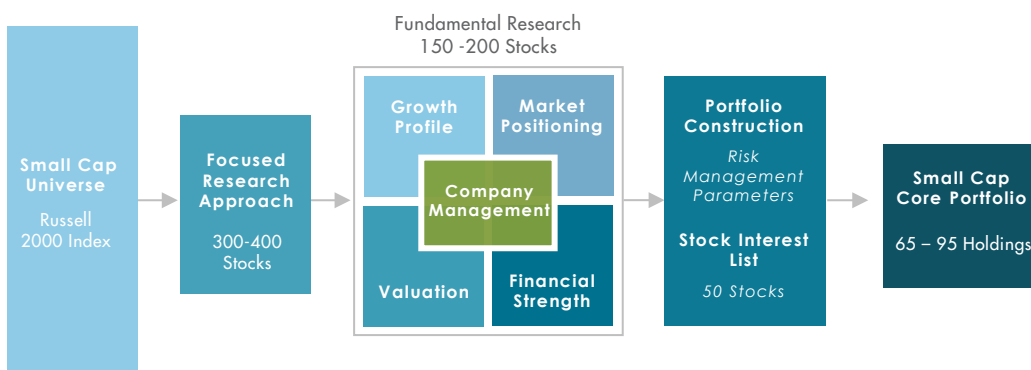 Small Cap
Universe
Russell
2000 Index
Focused
Research
Approach
300-400
Stocks
Fundamental Research
150 -200 Stocks
Growth
Profile
Market
Positioning
Company
Management
Valuation
Financial
Strength
Portfolio
Construction
Risk
Management
Parameters
Stock Interest
List
50 Stocks
Small Cap
Core Portfolio
65 – 95 Holdings